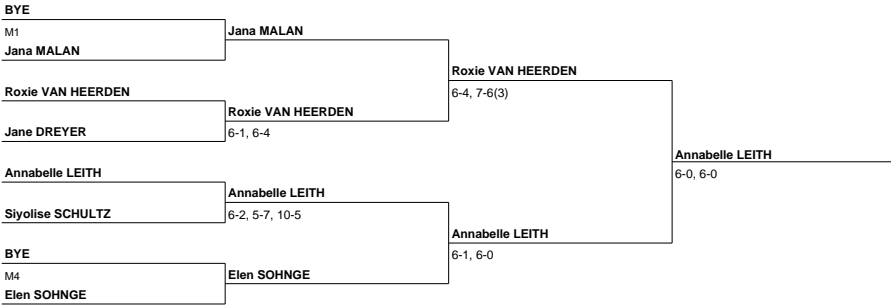 BYE
M1
Jana MALAN
Jana MALAN
Roxie VAN HEERDEN
Jane DREYER
Roxie VAN HEERDEN
6-1, 6-4
Roxie VAN HEERDEN
6-4, 7-6(3)
Annabelle LEITH
Siyolise SCHULTZ
Annabelle LEITH
6-2, 5-7, 10-5
BYE
M4
Elen SOHNGE
Elen SOHNGE
Annabelle LEITH
6-1, 6-0
Annabelle LEITH
6-0, 6-0